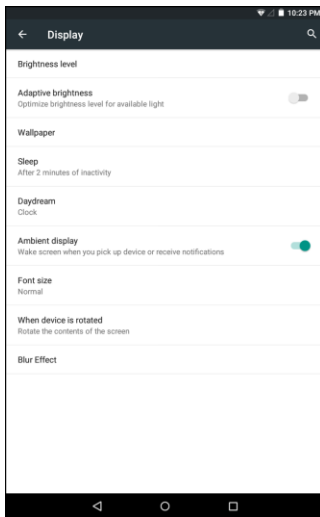 10:23 PM
Display
Brightness level
Adaptive brightness
Optimize brightness level for available light
Wallpaper
Sleep
After 2 minutes of inactivity
Daydream
Clock
Ambient display
Wake screen when you pick up device or receive notifications
Font size
Normal
When device is rotated
Rotate the contents of the screen
Blur Effect